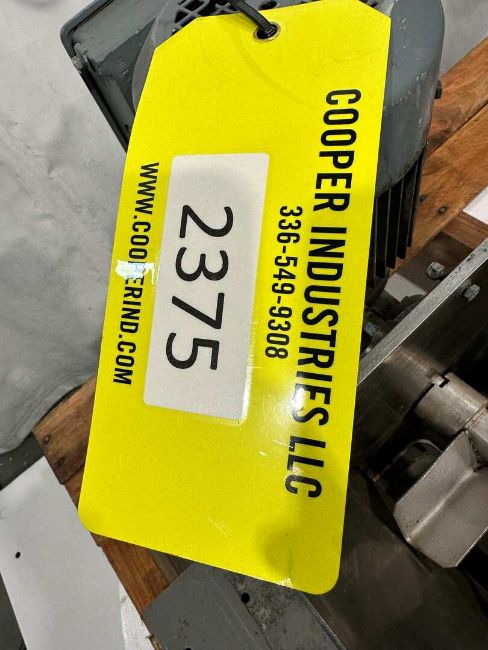 COOPER INDUSTRIES LLC
336-549-9308
2375
WWW.COOPERIND.COM